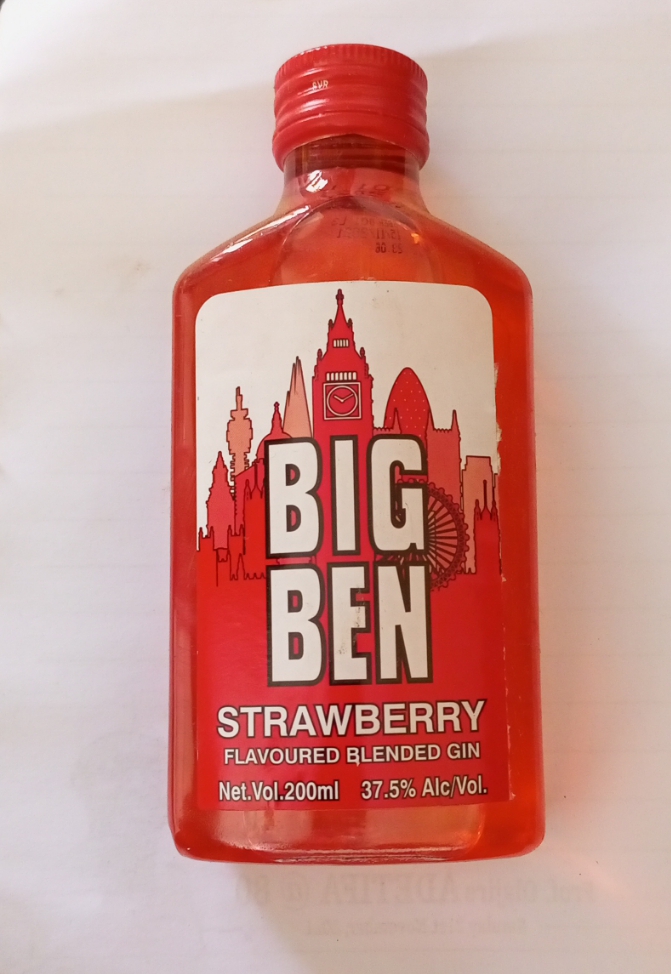 BIG
BEN
STRAWBERRY
FLAVOURED BLENDED GIN
Net.Vol.200ml 37.5% Alc/Vol.